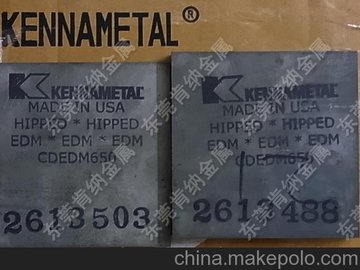 KENNAMETAL®
KENNAMETAL
MADE IN USA
HIPPED * HIPPED
EDM * EDM * EDM
CDEDM650
2613503
KENNAMETAL
MADE IN USA
HIPPED * HIPPED
EDM * EDM * EDM
CDEDM650
2613488
东莞肯纳金属
china.makepolo.com